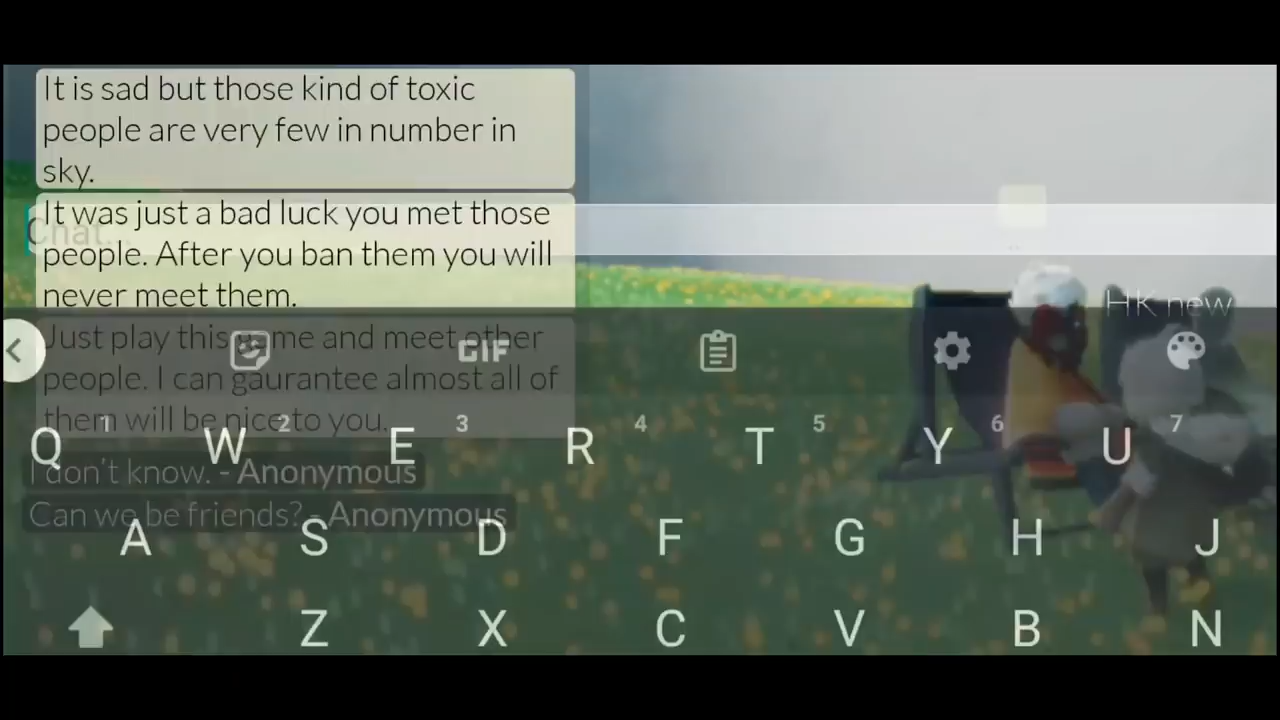 It is sad but those kind of toxic
people are very few in number in
sky.
It was just a bad luck you met those
people. After you ban them you will
never meet them.
Chat...
HK new
Just play this game and meet other
people. I can gaurantee almost all of
them will be nice to you.
I don't know. - Anonymous
Can we be friends? - Anonymous
GIF
1 2 3 4 5 6 7
Q W E R T Y U
A S D F G H J
Z X C V B N